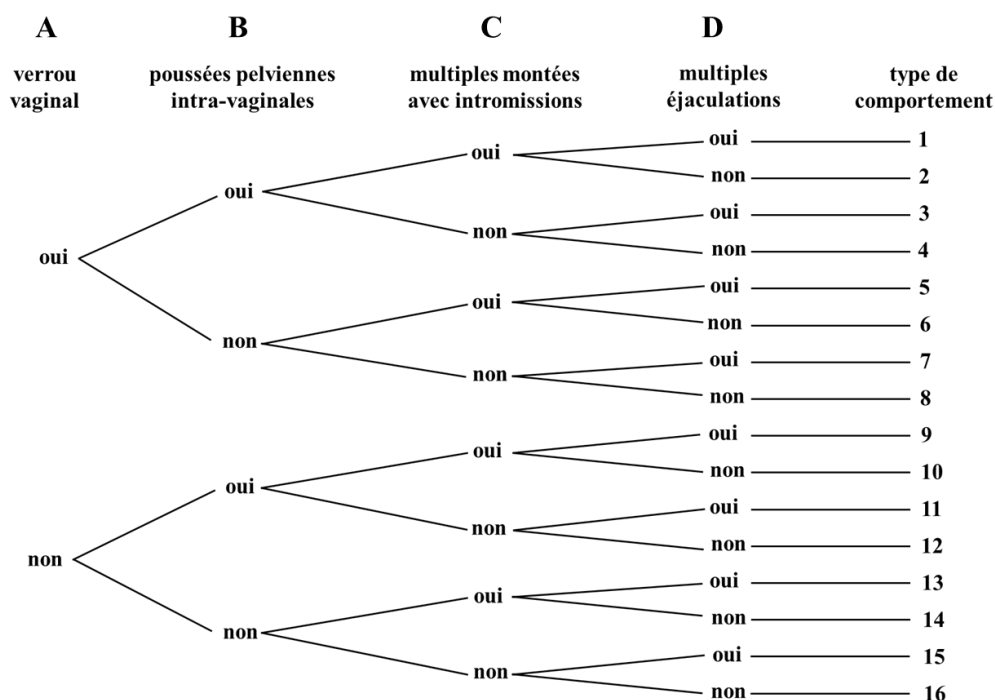 A B C D
verrou vaginal
poussées pelviennes intra-vaginales
multiples montées avec intromissions
multiples éjaculations
type de comportement
oui oui oui oui 1
non 2
non oui 3
non 4
non oui oui 5
non 6
non oui 7
non 8
non oui oui oui 9
non 10
non oui 11
non 12
non oui oui 13
non 14
non oui 15
non 16